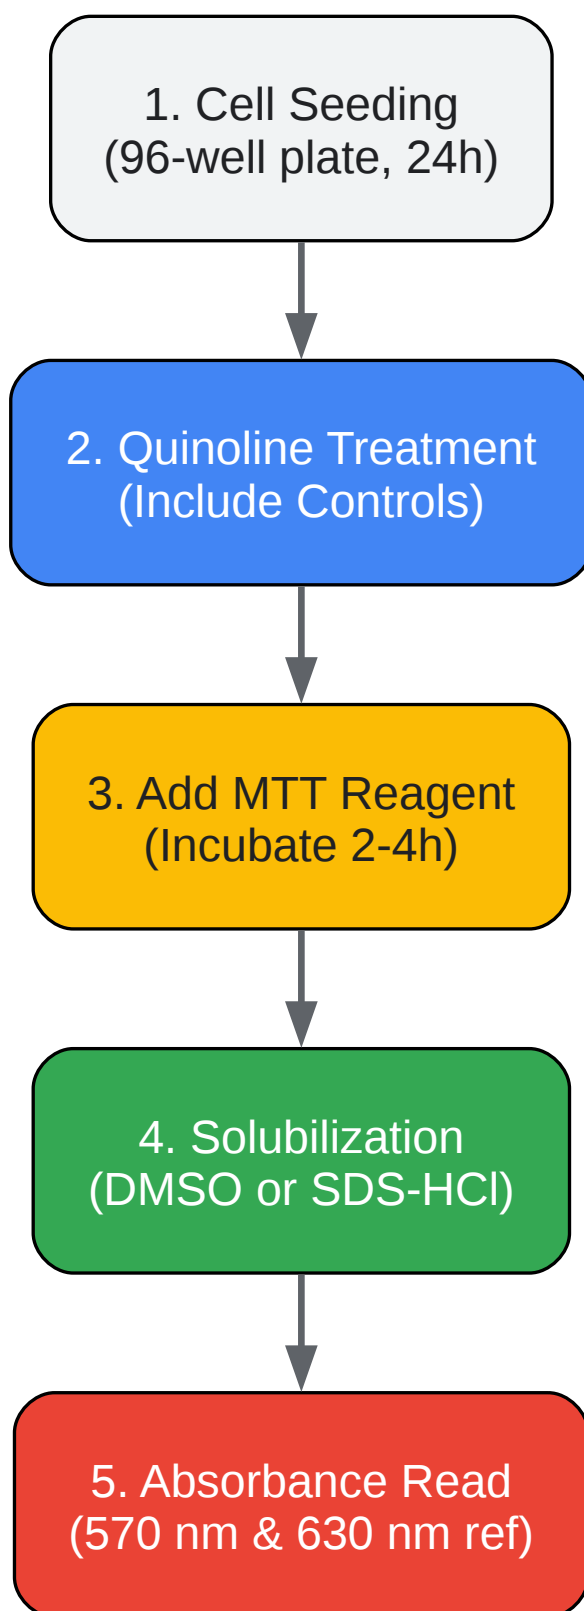 1. Cell Seeding
(96-well plate, 24h)
2. Quinoline Treatment
(Include Controls)
3. Add MTT Reagent
(Incubate 2-4h)
4. Solubilization
(DMSO or SDS-HCl)
5. Absorbance Read
(570 nm & 630 nm ref)